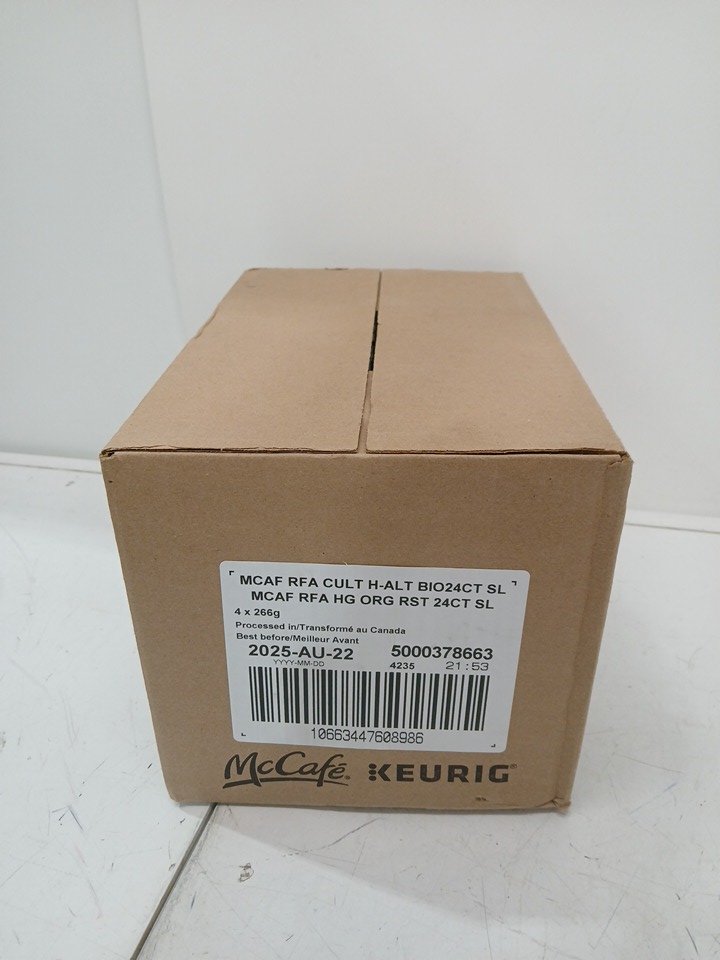 MCAF RFA CULT H-ALT BIO24CT SL
MCAF RFA HG ORG RST 24CT SL
4 x 266g
Processed in/Transformé au Canada
Best before/Meilleur Avant
2025-AU-22 5000378663
YYYY-MM-DD 4235 21:53
10663447608986
McCafé® KEURIG®